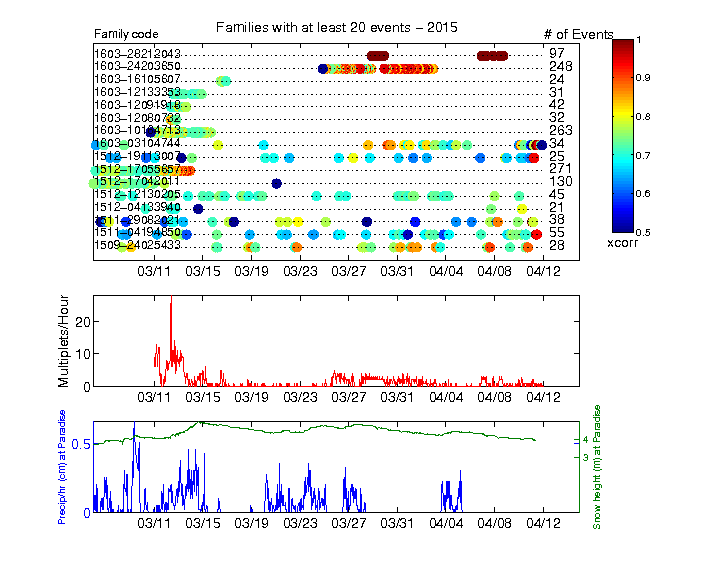 Families with at least 20 events – 2015
Family code
# of Events
1603–28212043 97
1603–24203650 248
1603–16105607 24
1603–12133353 31
1603–12091918 42
1603–12080732 32
1603–10194713 263
1603–03104744 34
1512–19113007 25
1512–17055657 271
1512–17042011 130
1512–12130205 45
1512–04133940 21
1511–29082021 38
1511–04194850 55
1509–24025433 28
03/11 03/15 03/19 03/23 03/27 03/31 04/04 04/08 04/12
1
0.9
0.8
0.7
0.6
0.5
xcorr
Multiplets/Hour
20
10
0
03/11 03/15 03/19 03/23 03/27 03/31 04/04 04/08 04/12
Precip/hr (cm) at Paradise
0.5
0
4
3
Snow height (m) at Paradise
03/11 03/15 03/19 03/23 03/27 03/31 04/04 04/08 04/12